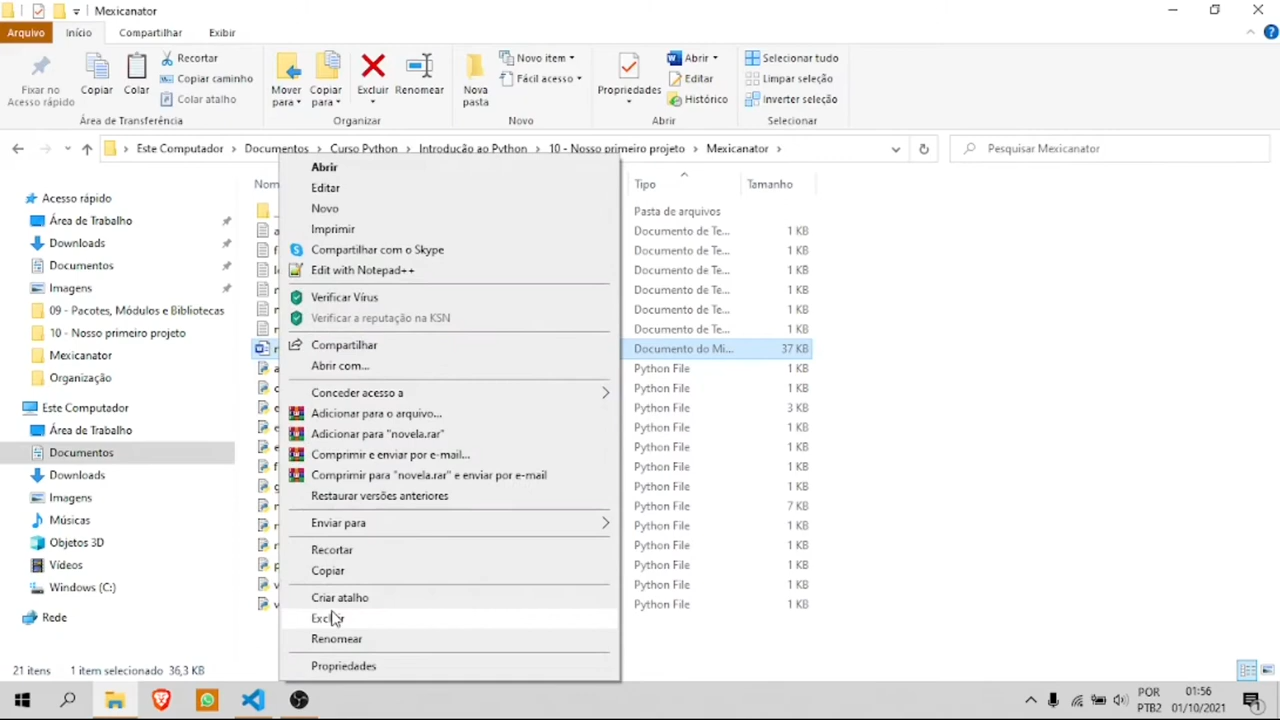 Mexicanator
Arquivo Início Compartilhar Exibir
Fixar no Acesso rápido
Copiar
Colar
Recortar
Copiar caminho
Colar atalho
Mover para
Copiar para
Excluir
Renomear
Nova pasta
Novo item
Fácil acesso
Propriedades
Abrir
Editar
Histórico
Selecionar tudo
Limpar seleção
Inverter seleção
Área de Transferência Organizar Novo Abrir Selecionar
Este Computador > Documentos > Curso Python > Introdução ao Python > 10 - Nosso primeiro projeto > Mexicanator >
Pesquisar Mexicanator
Acesso rápido
Área de Trabalho
Downloads
Documentos
Imagens
09 - Pacotes, Módulos e Bibliotecas
10 - Nosso primeiro projeto
Mexicanator
Organização
Este Computador
Área de Trabalho
Documentos
Downloads
Imagens
Músicas
Objetos 3D
Vídeos
Windows (C:)
Rede
Abrir
Editar
Novo
Imprimir
Compartilhar com o Skype
Edit with Notepad++
Verificar Vírus
Verificar a reputação na KSN
Compartilhar
Abrir com...
Conceder acesso a
Adicionar para o arquivo...
Adicionar para "novela.rar"
Comprimir e enviar por e-mail...
Comprimir para "novela.rar" e enviar por e-mail
Restaurar versões anteriores
Enviar para
Recortar
Copiar
Criar atalho
Excluir
Renomear
Propriedades
Tipo Tamanho
Pasta de arquivos
Documento de Te... 1 KB
Documento de Te... 1 KB
Documento de Te... 1 KB
Documento de Te... 1 KB
Documento de Te... 1 KB
Documento de Te... 1 KB
Documento do Mi... 37 KB
Python File 1 KB
Python File 1 KB
Python File 3 KB
Python File 1 KB
Python File 1 KB
Python File 1 KB
Python File 1 KB
Python File 7 KB
Python File 1 KB
Python File 1 KB
Python File 1 KB
Python File 1 KB
Python File 1 KB
21 itens 1 item selecionado 36,3 KB
POR
PTB2
01:56
01/10/2021